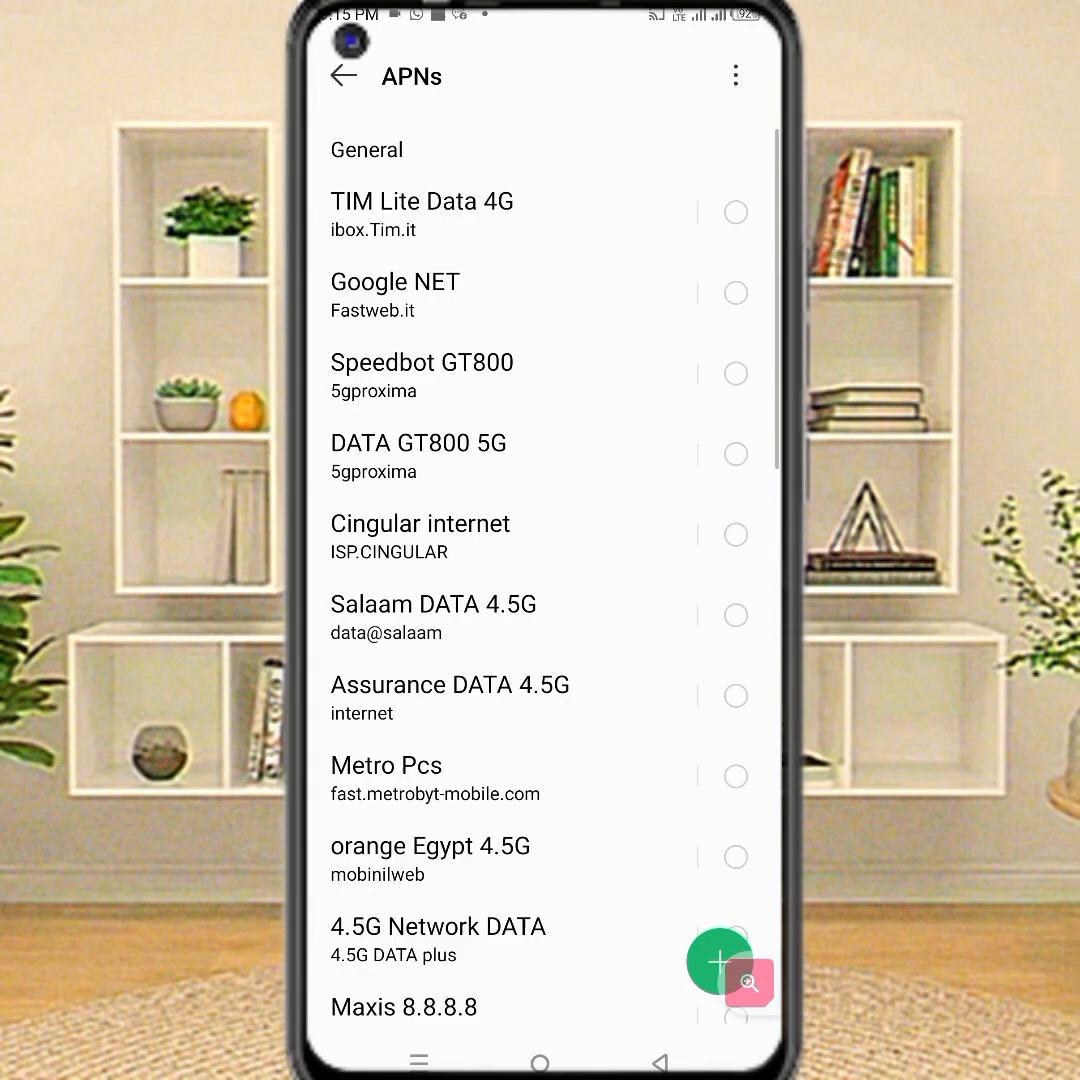 :15 PM
VO
LTE
92
APNs
General
TIM Lite Data 4G
ibox.Tim.it
Google NET
Fastweb.it
Speedbot GT800
5gproxima
DATA GT800 5G
5gproxima
Cingular internet
ISP.CINGULAR
Salaam DATA 4.5G
data@salaam
Assurance DATA 4.5G
internet
Metro Pcs
fast.metrobyt-mobile.com
orange Egypt 4.5G
mobinilweb
4.5G Network DATA
4.5G DATA plus
Maxis 8.8.8.8